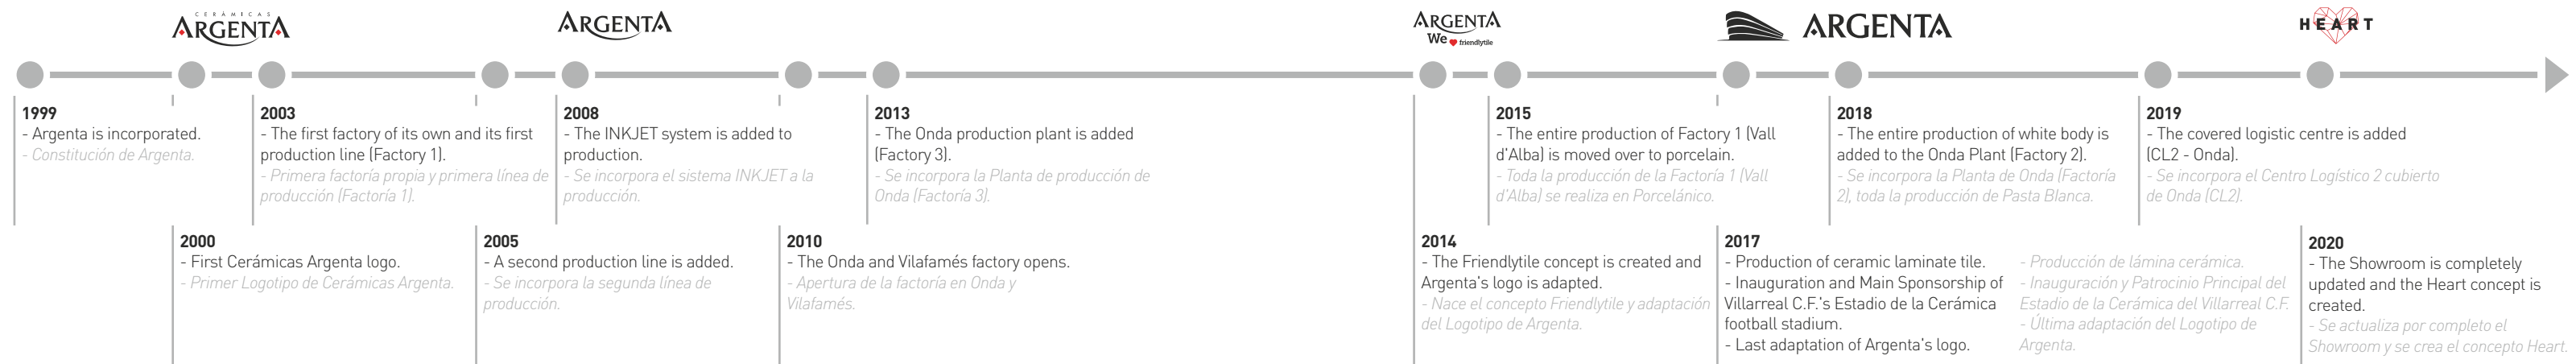 CERÁMICAS
ARGENTA
ARGENTA
ARGENTA
We friendlytile
ARGENTA
HEART
1999
- Argenta is incorporated.
- Constitución de Argenta.
2000
- First Cerámicas Argenta logo.
- Primer Logotipo de Cerámicas Argenta.
2003
- The first factory of its own and its first
production line (Factory 1).
- Primera factoría propia y primera línea de
producción (Factoría 1).
2005
- A second production line is added.
- Se incorpora la segunda línea de
producción.
2008
- The INKJET system is added to
production.
- Se incorpora el sistema INKJET a la
producción.
2010
- The Onda and Vilafamés factory opens.
- Apertura de la factoría en Onda y
Vilafamés.
2013
- The Onda production plant is added
(Factory 3).
- Se incorpora la Planta de producción de
Onda (Factoría 3).
2014
- The Friendlytile concept is created and
Argenta's logo is adapted.
- Nace el concepto Friendlytile y adaptación
del Logotipo de Argenta.
2015
- The entire production of Factory 1 (Vall
d'Alba) is moved over to porcelain.
- Toda la producción de la Factoría 1 (Vall
d'Alba) se realiza en Porcelánico.
2017
- Production of ceramic laminate tile.
- Inauguration and Main Sponsorship of
Villarreal C.F.'s Estadio de la Cerámica
football stadium.
- Last adaptation of Argenta's logo.
- Producción de lámina cerámica.
- Inauguración y Patrocinio Principal del
Estadio de la Cerámica del Villarreal C.F.
- Última adaptación del Logotipo de
Argenta.
2018
- The entire production of white body is
added to the Onda Plant (Factory 2).
- Se incorpora la Planta de Onda (Factoría
2), toda la producción de Pasta Blanca.
2019
- The covered logistic centre is added
(CL2 - Onda).
- Se incorpora el Centro Logístico 2 cubierto
de Onda (CL2).
2020
- The Showroom is completely
updated and the Heart concept is
created.
- Se actualiza por completo el
Showroom y se crea el concepto Heart.